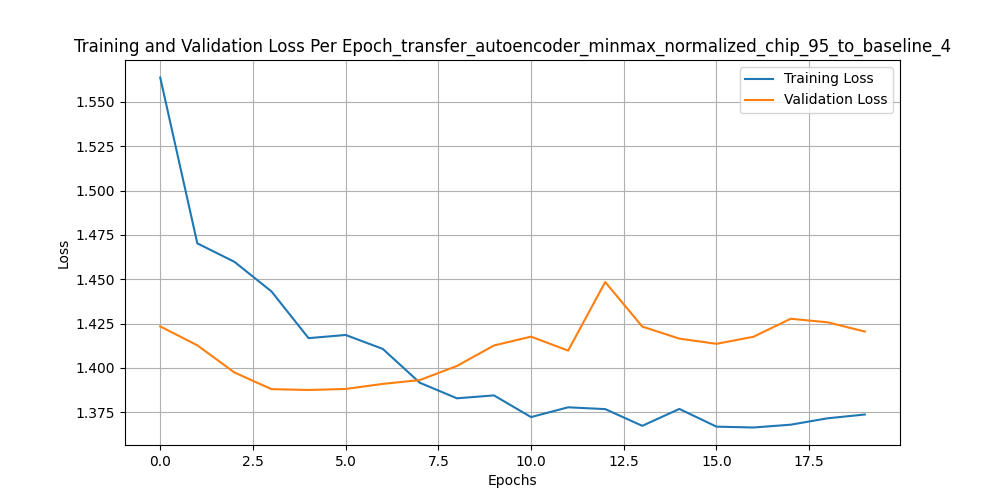 Training and Validation Loss Per Epoch_transfer_autoencoder_minmax_normalized_chip_95_to_baseline_4
Training Loss
Validation Loss
1.550
1.525
1.500
1.475
1.450
1.425
1.400
1.375
Loss
0.0 2.5 5.0 7.5 10.0 12.5 15.0 17.5
Epochs